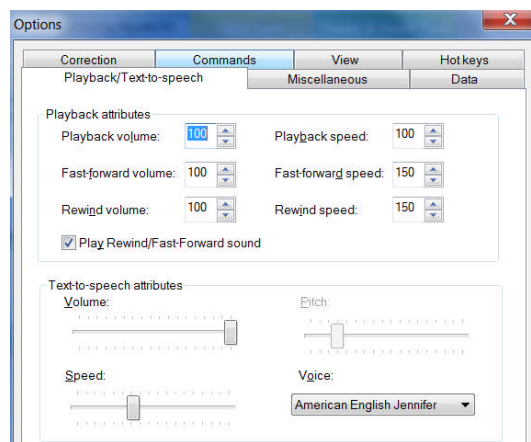 Options
Correction Commands View Hot keys
Playback/Text-to-speech Miscellaneous Data
Playback attributes
Playback volume: 100 Playback speed: 100
Fast-forward volume: 100 Fast-forward speed: 150
Rewind volume: 100 Rewind speed: 150
Play Rewind/Fast-Forward sound
Text-to-speech attributes
Volume: Pitch:
Speed: Voice:
American English Jennifer